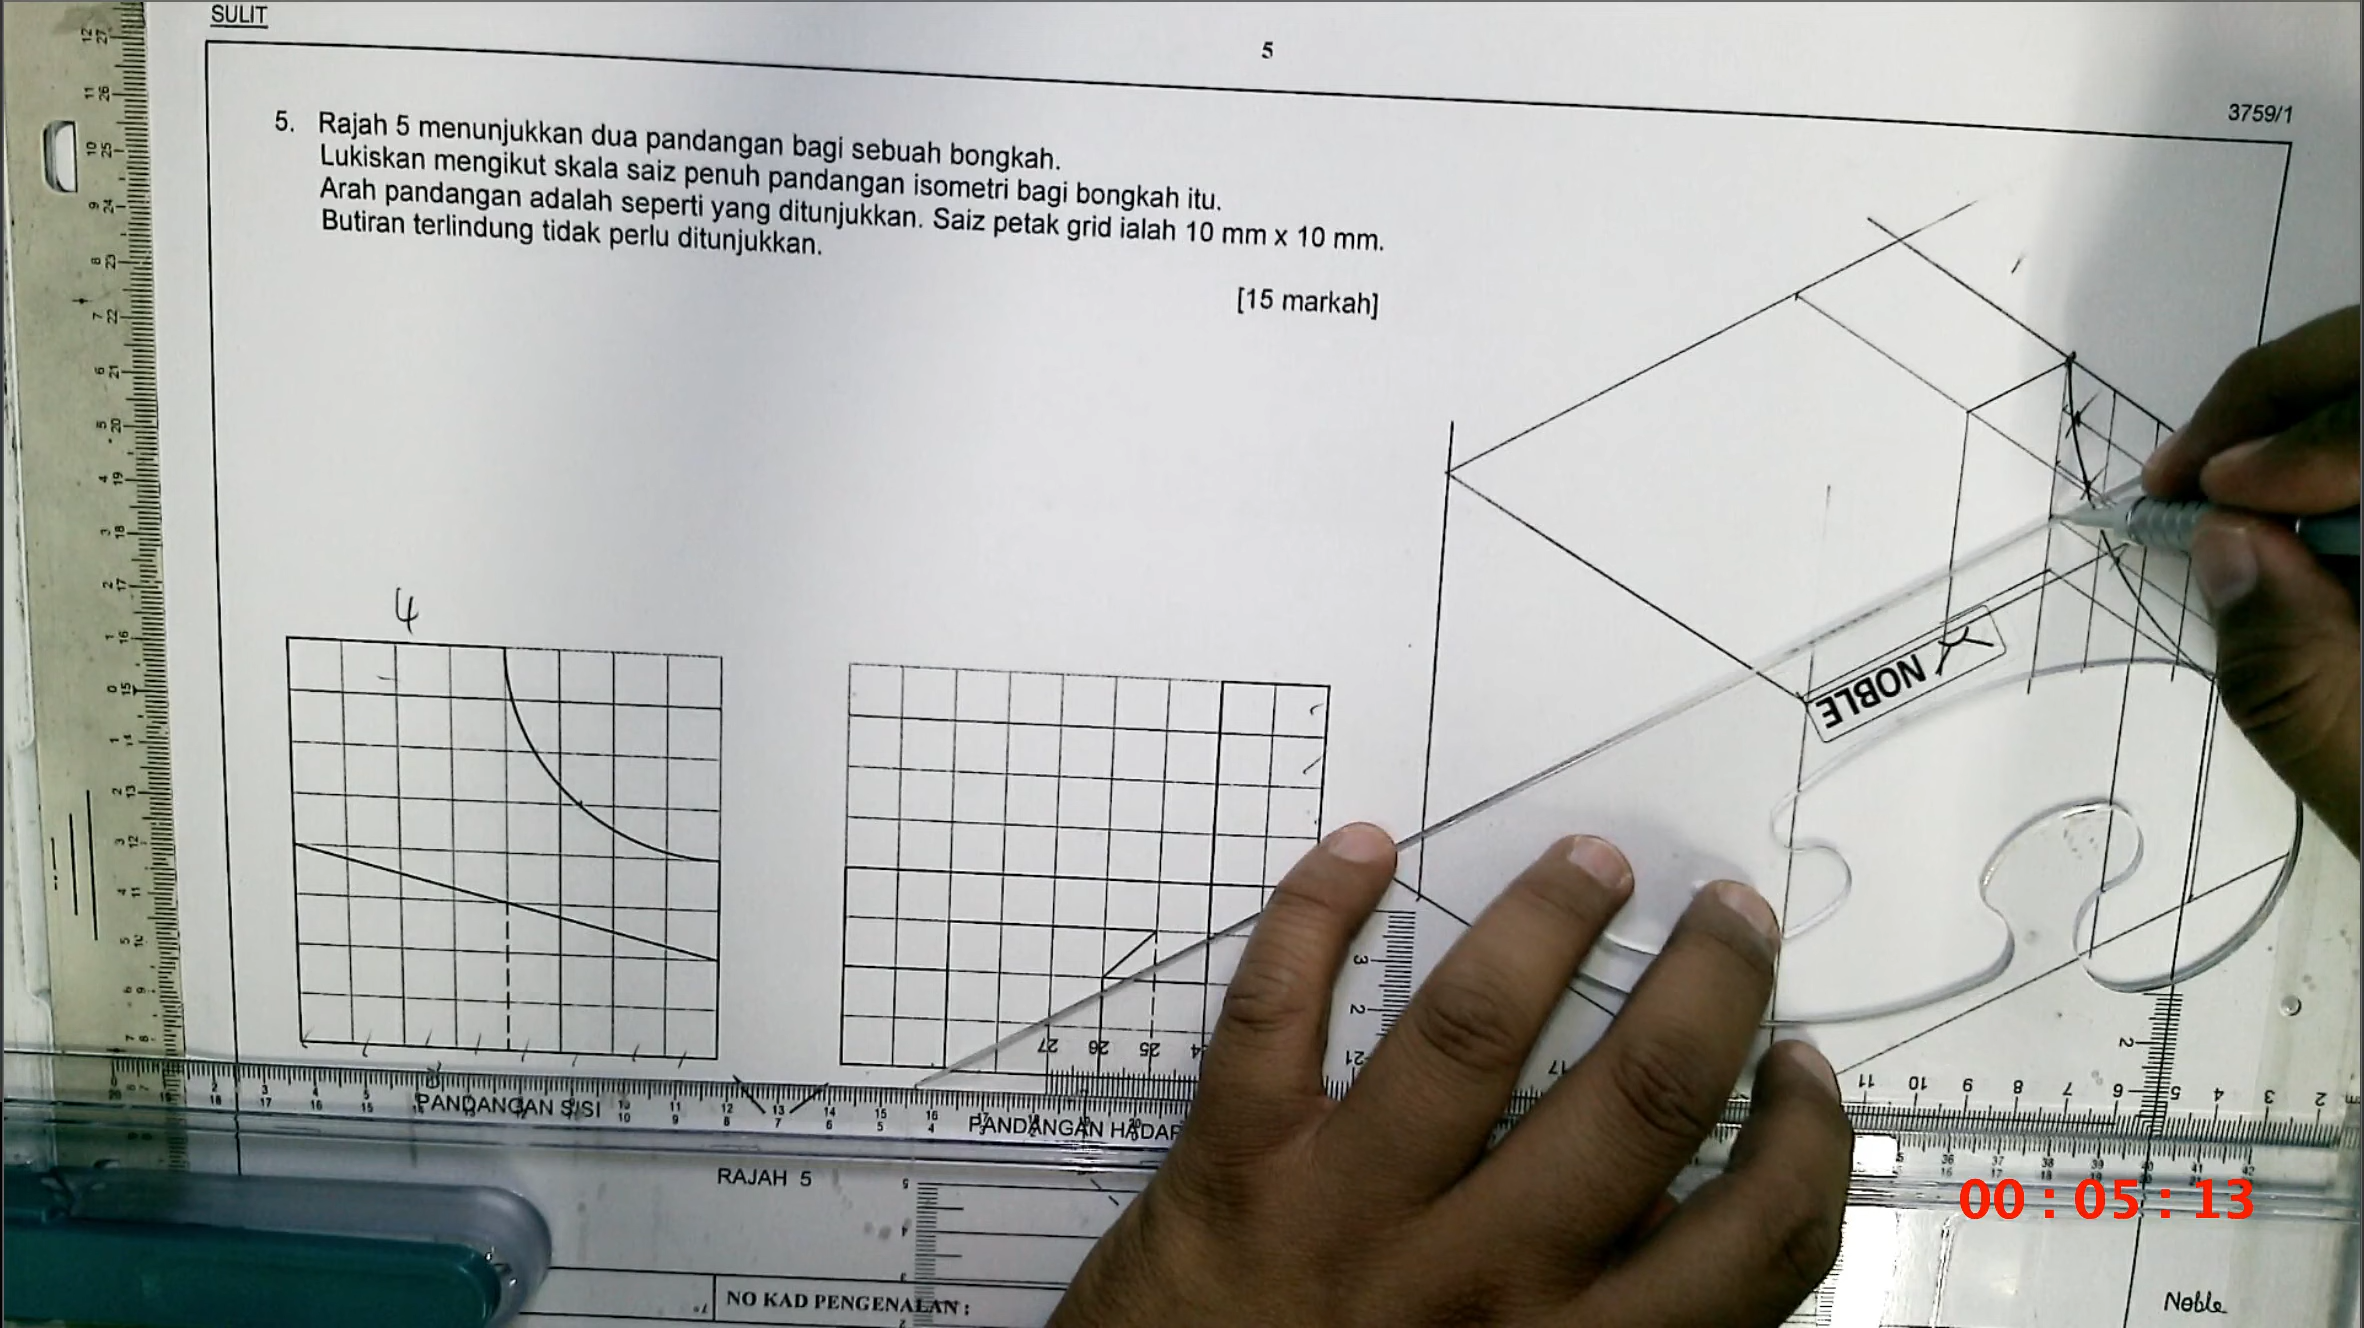 SULIT
5
3759/1
5. Rajah 5 menunjukkan dua pandangan bagi sebuah bongkah.
Lukiskan mengikut skala saiz penuh pandangan isometri bagi bongkah itu.
Arah pandangan adalah seperti yang ditunjukkan. Saiz petak grid ialah 10 mm x 10 mm.
Butiran terlindung tidak perlu ditunjukkan.
[15 markah]
4
NOBLE
PANDANGAN SISI
PANDANGAN HADAP
RAJAH 5
00:05:13
NO KAD PENGENALAN :
Noble